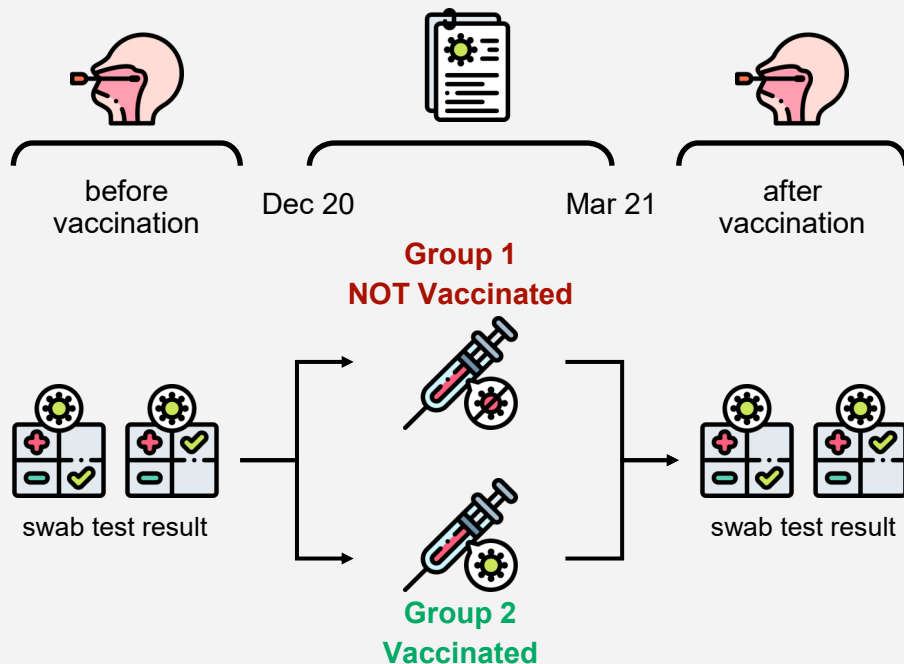 before
vaccination
Dec 20
Mar 21
after
vaccination
Group 1
NOT Vaccinated
swab test result
swab test result
Group 2
Vaccinated